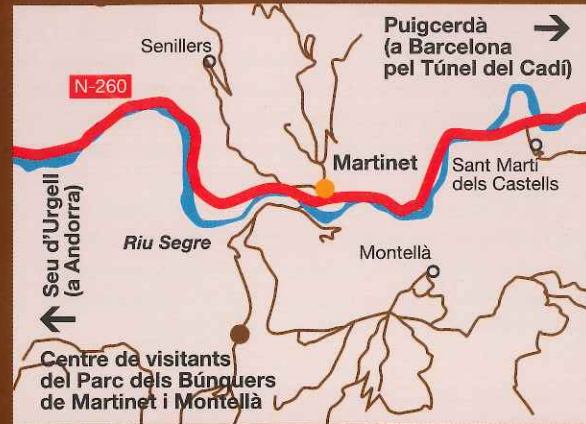 Puigcerdà
(a Barcelona
pel Túnel del Cadí)
Senillers
N-260
Martinet
Sant Martí
dels Castells
Riu Segre
Montellà
Seu d'Urgell
(a Andorra)
Centre de visitants
del Parc dels Búnquers
de Martinet i Montellà